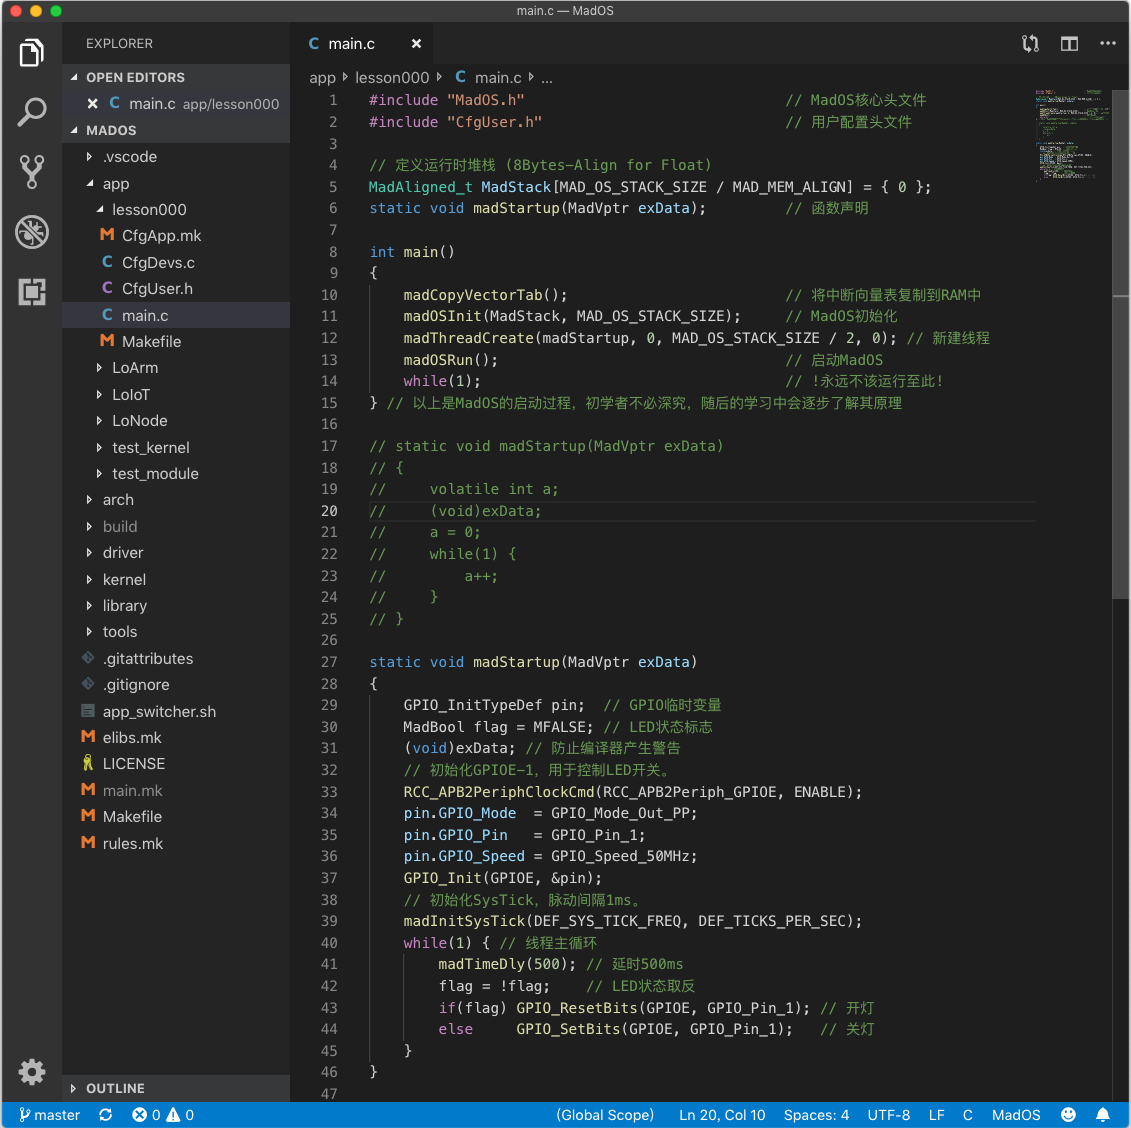 main.c — MadOS
EXPLORER
OPEN EDITORS
main.c app/lesson000
MADOS
.vscode
app
lesson000
CfgApp.mk
CfgDevs.c
CfgUser.h
main.c
Makefile
LoArm
LoIoT
LoNode
test_kernel
test_module
arch
build
driver
kernel
library
tools
.gitattributes
.gitignore
app_switcher.sh
elibs.mk
LICENSE
main.mk
Makefile
rules.mk
OUTLINE
C main.c
app lesson000 C main.c ...
1 #include "MadOS.h" // MadOS核心头文件
2 #include "CfgUser.h" // 用户配置头文件
3
4 // 定义运行时堆栈 (8Bytes-Align for Float)
5 MadAligned_t MadStack[MAD_OS_STACK_SIZE / MAD_MEM_ALIGN] = { 0 };
6 static void madStartup(MadVptr exData); // 函数声明
7
8 int main()
9 {
10 madCopyVectorTab(); // 将中断向量表复制到RAM中
11 madOSInit(MadStack, MAD_OS_STACK_SIZE); // MadOS初始化
12 madThreadCreate(madStartup, 0, MAD_OS_STACK_SIZE / 2, 0); // 新建线程
13 madOSRun(); // 启动MadOS
14 while(1); // !永远不该运行至此!
15 } // 以上是MadOS的启动过程，初学者不必深究，随后的学习中会逐步了解其原理
16
17 // static void madStartup(MadVptr exData)
18 // {
19 // volatile int a;
20 // (void)exData;
21 // a = 0;
22 // while(1) {
23 // a++;
24 // }
25 // }
26
27 static void madStartup(MadVptr exData)
28 {
29 GPIO_InitTypeDef pin; // GPIO临时变量
30 MadBool flag = MFALSE; // LED状态标志
31 (void)exData; // 防止编译器产生警告
32 // 初始化GPIOE-1，用于控制LED开关。
33 RCC_APB2PeriphClockCmd(RCC_APB2Periph_GPIOE, ENABLE);
34 pin.GPIO_Mode = GPIO_Mode_Out_PP;
35 pin.GPIO_Pin = GPIO_Pin_1;
36 pin.GPIO_Speed = GPIO_Speed_50MHz;
37 GPIO_Init(GPIOE, &pin);
38 // 初始化SysTick，脉动间隔1ms。
39 madInitSysTick(DEF_SYS_TICK_FREQ, DEF_TICKS_PER_SEC);
40 while(1) { // 线程主循环
41 madTimeDly(500); // 延时500ms
42 flag = !flag; // LED状态取反
43 if(flag) GPIO_ResetBits(GPIOE, GPIO_Pin_1); // 开灯
44 else GPIO_SetBits(GPIOE, GPIO_Pin_1); // 关灯
45 }
46 }
47
master 0 0 (Global Scope) Ln 20, Col 10 Spaces: 4 UTF-8 LF C MadOS